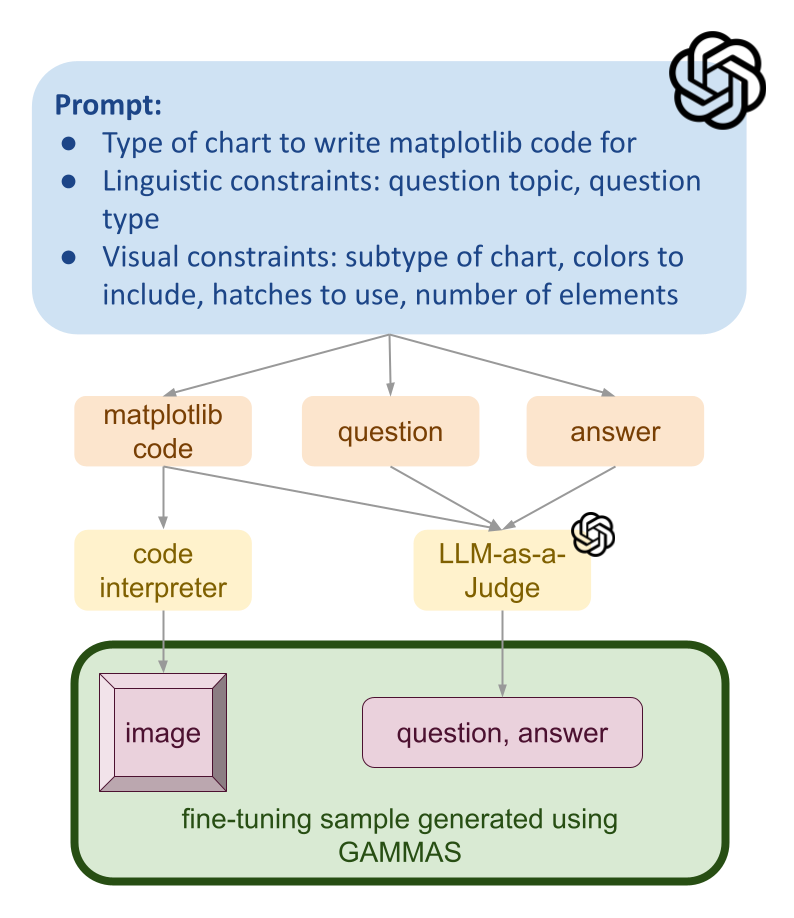 Prompt:
● Type of chart to write matplotlib code for
● Linguistic constraints: question topic, question
type
● Visual constraints: subtype of chart, colors to
include, hatches to use, number of elements
matplotlib
code
question
answer
code
interpreter
LLM-as-a-
Judge
image
question, answer
fine-tuning sample generated using
GAMMAS